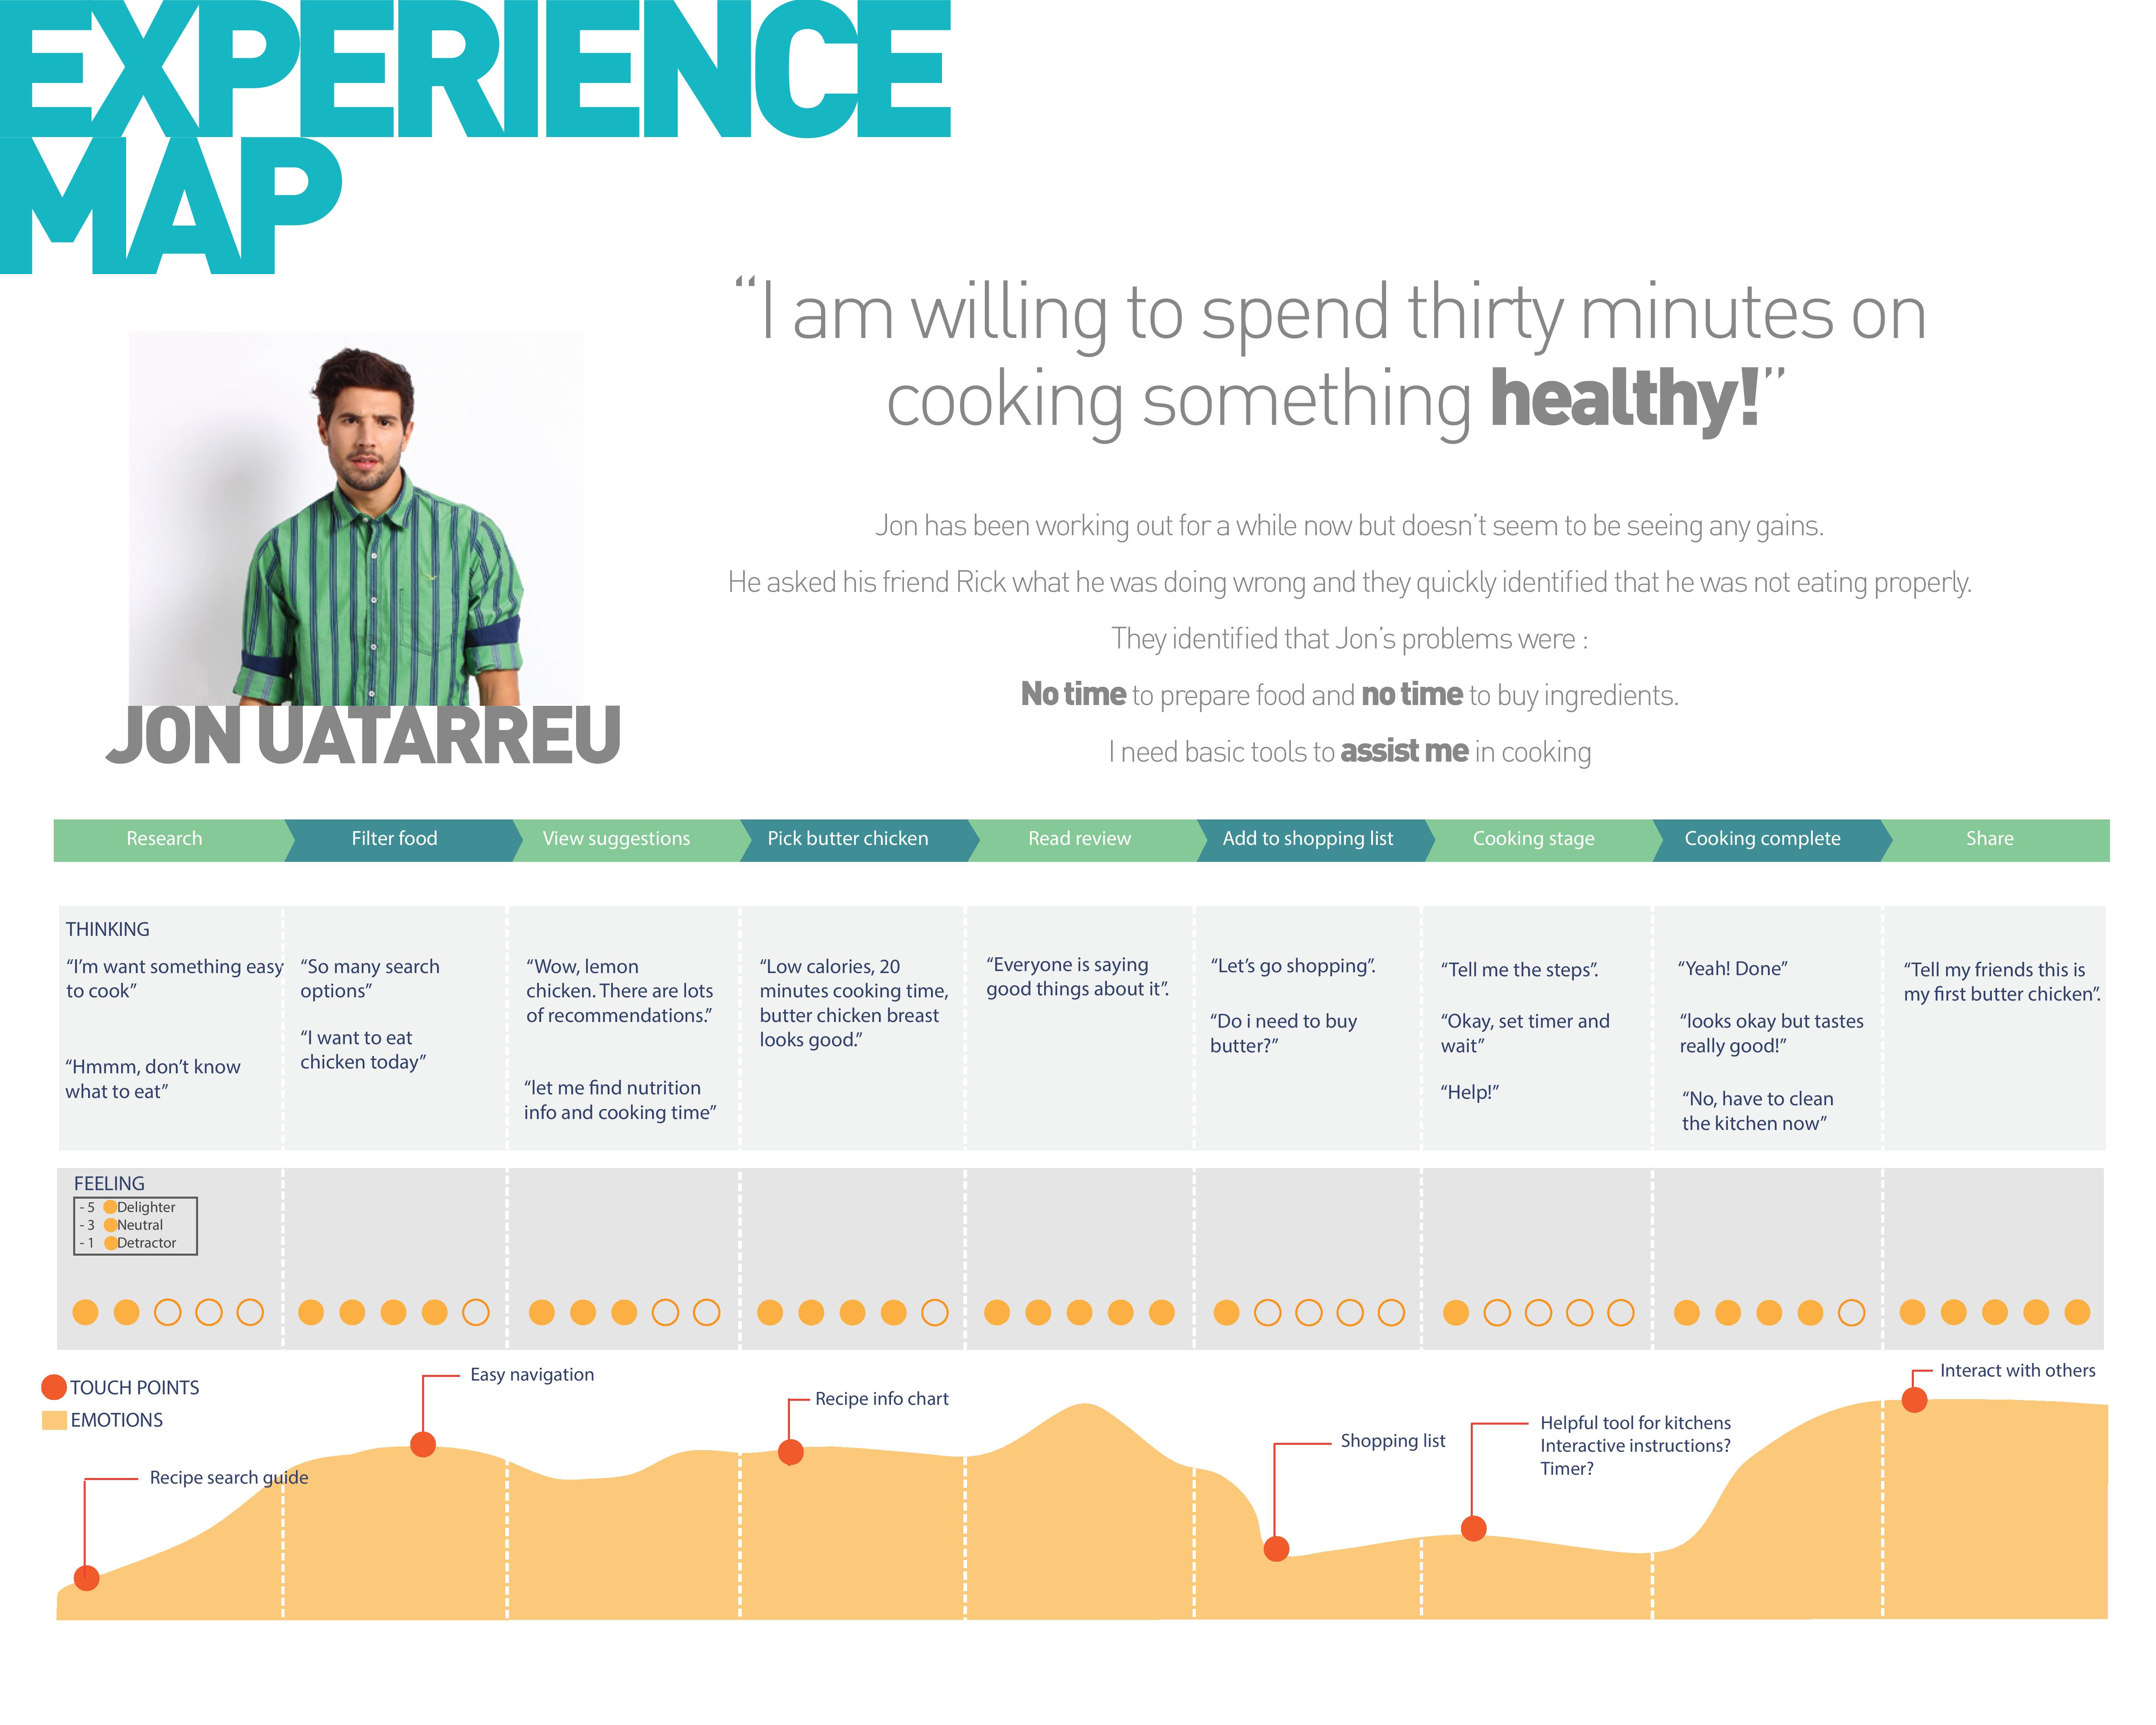 EXPERIENCE
MAP
“I am willing to spend thirty minutes on
cooking something healthy!”
Jon has been working out for a while now but doesn’t seem to be seeing any gains.
He asked his friend Rick what he was doing wrong and they quickly identified that he was not eating properly.
They identified that Jon’s problems were :
No time to prepare food and no time to buy ingredients.
I need basic tools to assist me in cooking
JON UATARREU
Research
Filter food
View suggestions
Pick butter chicken
Read review
Add to shopping list
Cooking stage
Cooking complete
Share
THINKING
“I’m want something easy
to cook”
“Hmmm, don’t know
what to eat”
“So many search
options”
“I want to eat
chicken today”
“Wow, lemon
chicken. There are lots
of recommendations.”
“let me find nutrition
info and cooking time”
“Low calories, 20
minutes cooking time,
butter chicken breast
looks good.”
“Everyone is saying
good things about it”.
“Let’s go shopping”.
“Do i need to buy
butter?”
“Tell me the steps”.
“Okay, set timer and
wait”
“Help!”
“Yeah! Done”
“looks okay but tastes
really good!”
“No, have to clean
the kitchen now”
“Tell my friends this is
my first butter chicken”.
FEELING
- 5 Delighter
- 3 Neutral
- 1 Detractor
TOUCH POINTS
EMOTIONS
Recipe search guide
Easy navigation
Recipe info chart
Shopping list
Helpful tool for kitchens
Interactive instructions?
Timer?
Interact with others